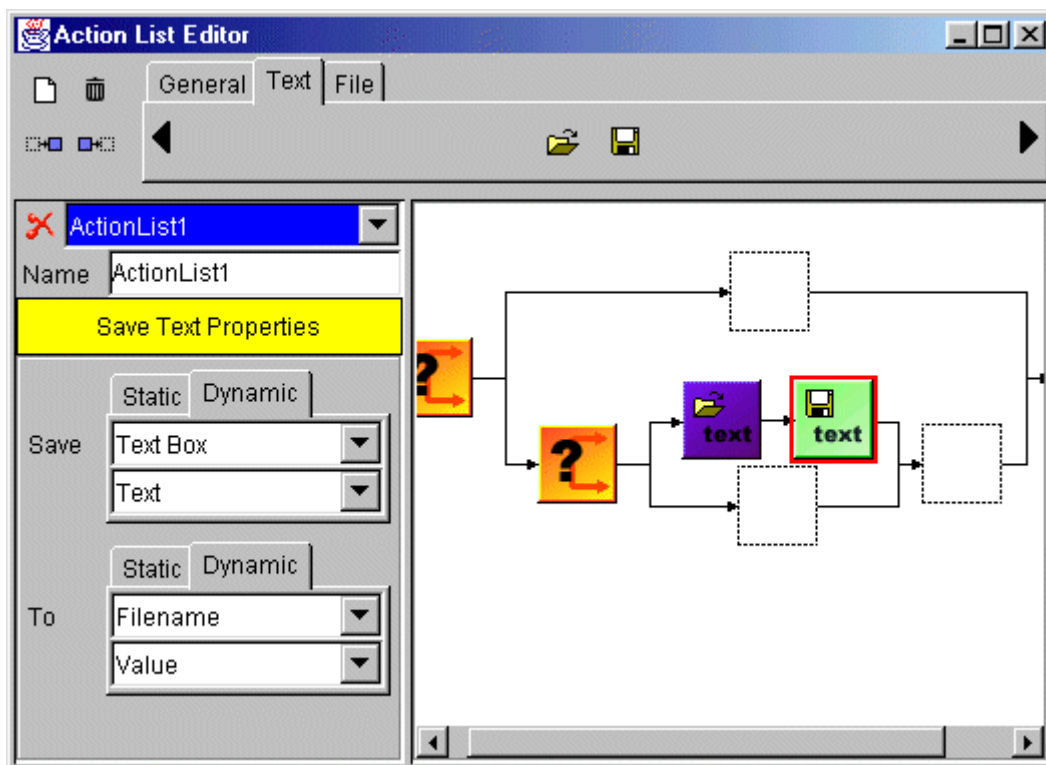 Action List Editor
General Text File
ActionList1
Name ActionList1
Save Text Properties
Static Dynamic
Save Text Box
Text
Static Dynamic
To Filename
Value
?
?
text
text